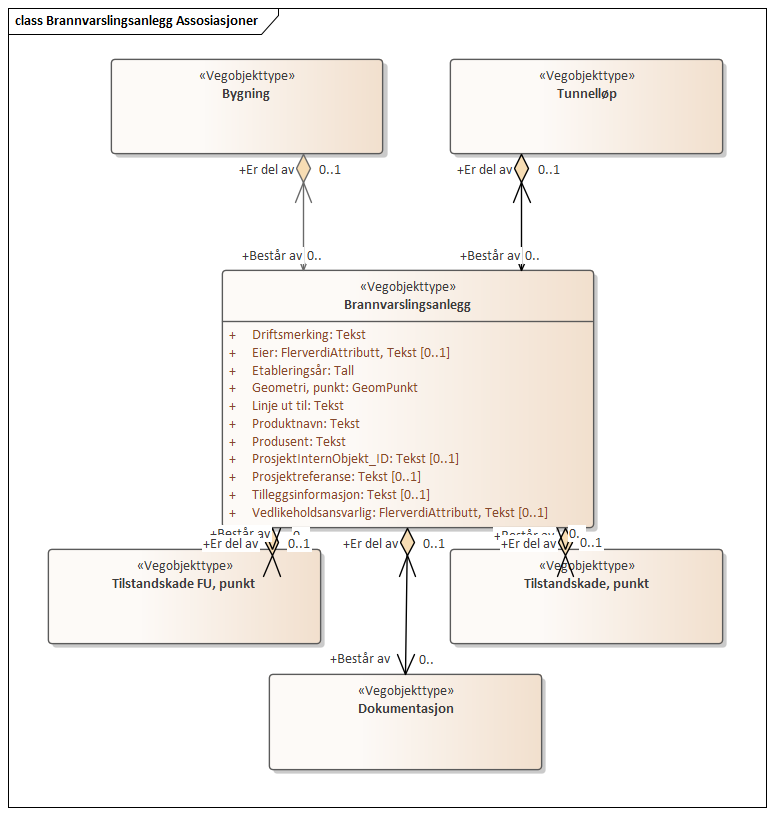 class Brannvarslingsanlegg Assosiasjoner
«Vegobjekttype»
Bygning
«Vegobjekttype»
Tunnelløp
+Er del av 0..1
+Er del av 0..1
+Består av 0..
+Består av 0..
«Vegobjekttype»
Brannvarslingsanlegg
+ Driftsmerking: Tekst
+ Eier: FlerverdiAttributt, Tekst [0..1]
+ Etableringsår: Tall
+ Geometri, punkt: GeomPunkt
+ Linje ut til: Tekst
+ Produktnavn: Tekst
+ Produsent: Tekst
+ ProsjektInternObjekt_ID: Tekst [0..1]
+ Prosjektreferanse: Tekst [0..1]
+ Tilleggsinformasjon: Tekst [0..1]
+ Vedlikeholdsansvarlig: FlerverdiAttributt, Tekst [0..1]
+Består av 0..
+Består av 0..
+Er del av 0..1
+Er del av 0..1
+Er del av 0..1
«Vegobjekttype»
Tilstandskade FU, punkt
«Vegobjekttype»
Tilstandskade, punkt
+Består av 0..
«Vegobjekttype»
Dokumentasjon